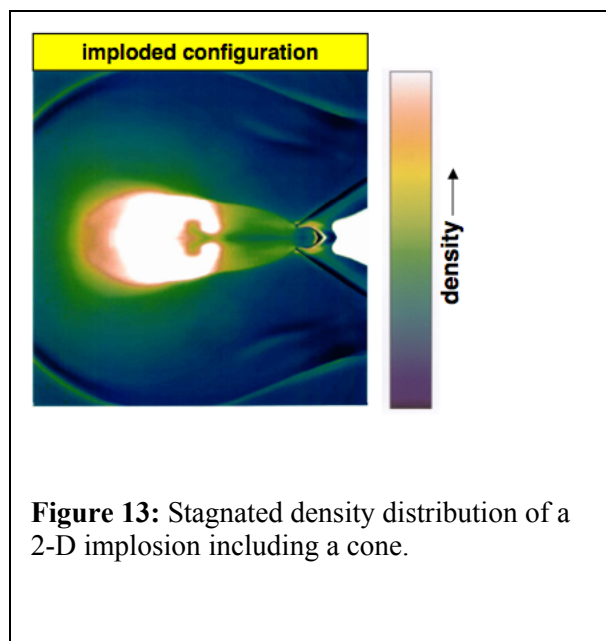 imploded configuration
density
Figure 13: Stagnated density distribution of a
2-D implosion including a cone.